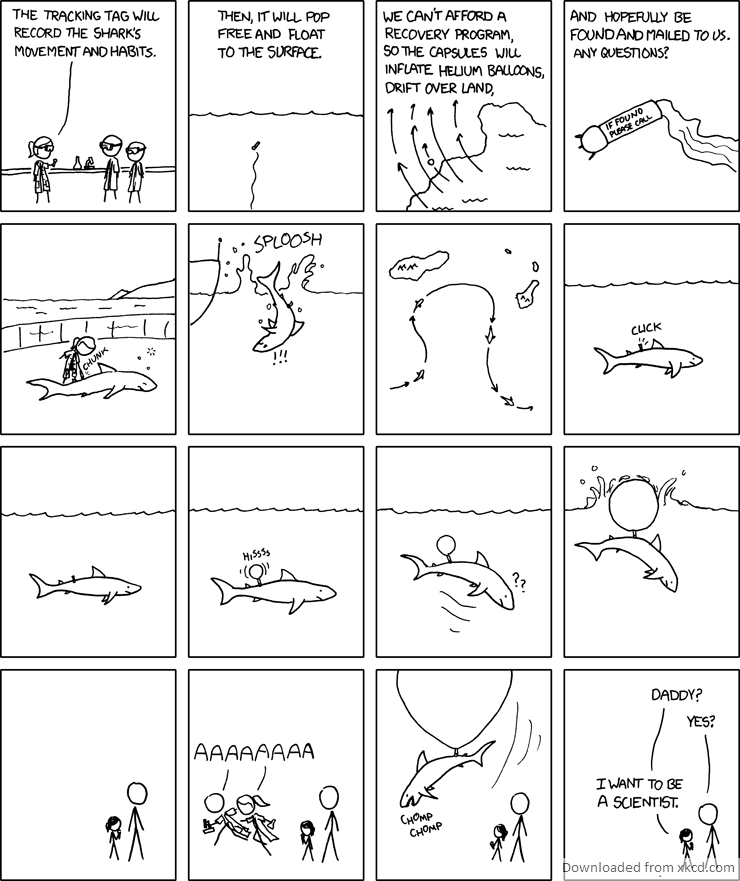 THE TRACKING TAG WILL
RECORD THE SHARK'S
MOVEMENT AND HABITS.
THEN, IT WILL POP
FREE AND FLOAT
TO THE SURFACE.
WE CAN'T AFFORD A
RECOVERY PROGRAM,
SO THE CAPSULES WILL
INFLATE HELIUM BALLOONS,
DRIFT OVER LAND,
AND HOPEFULLY BE
FOUND AND MAILED TO US.
ANY QUESTIONS?
IF FOUND
PLEASE CALL
CHUNK
SPLOOSH
!!!
CLICK
HISSSS
??
AAAAAAAA
CHOMP
CHOMP
DADDY?
YES?
I WANT TO BE
A SCIENTIST.
Downloaded from xkcd.com